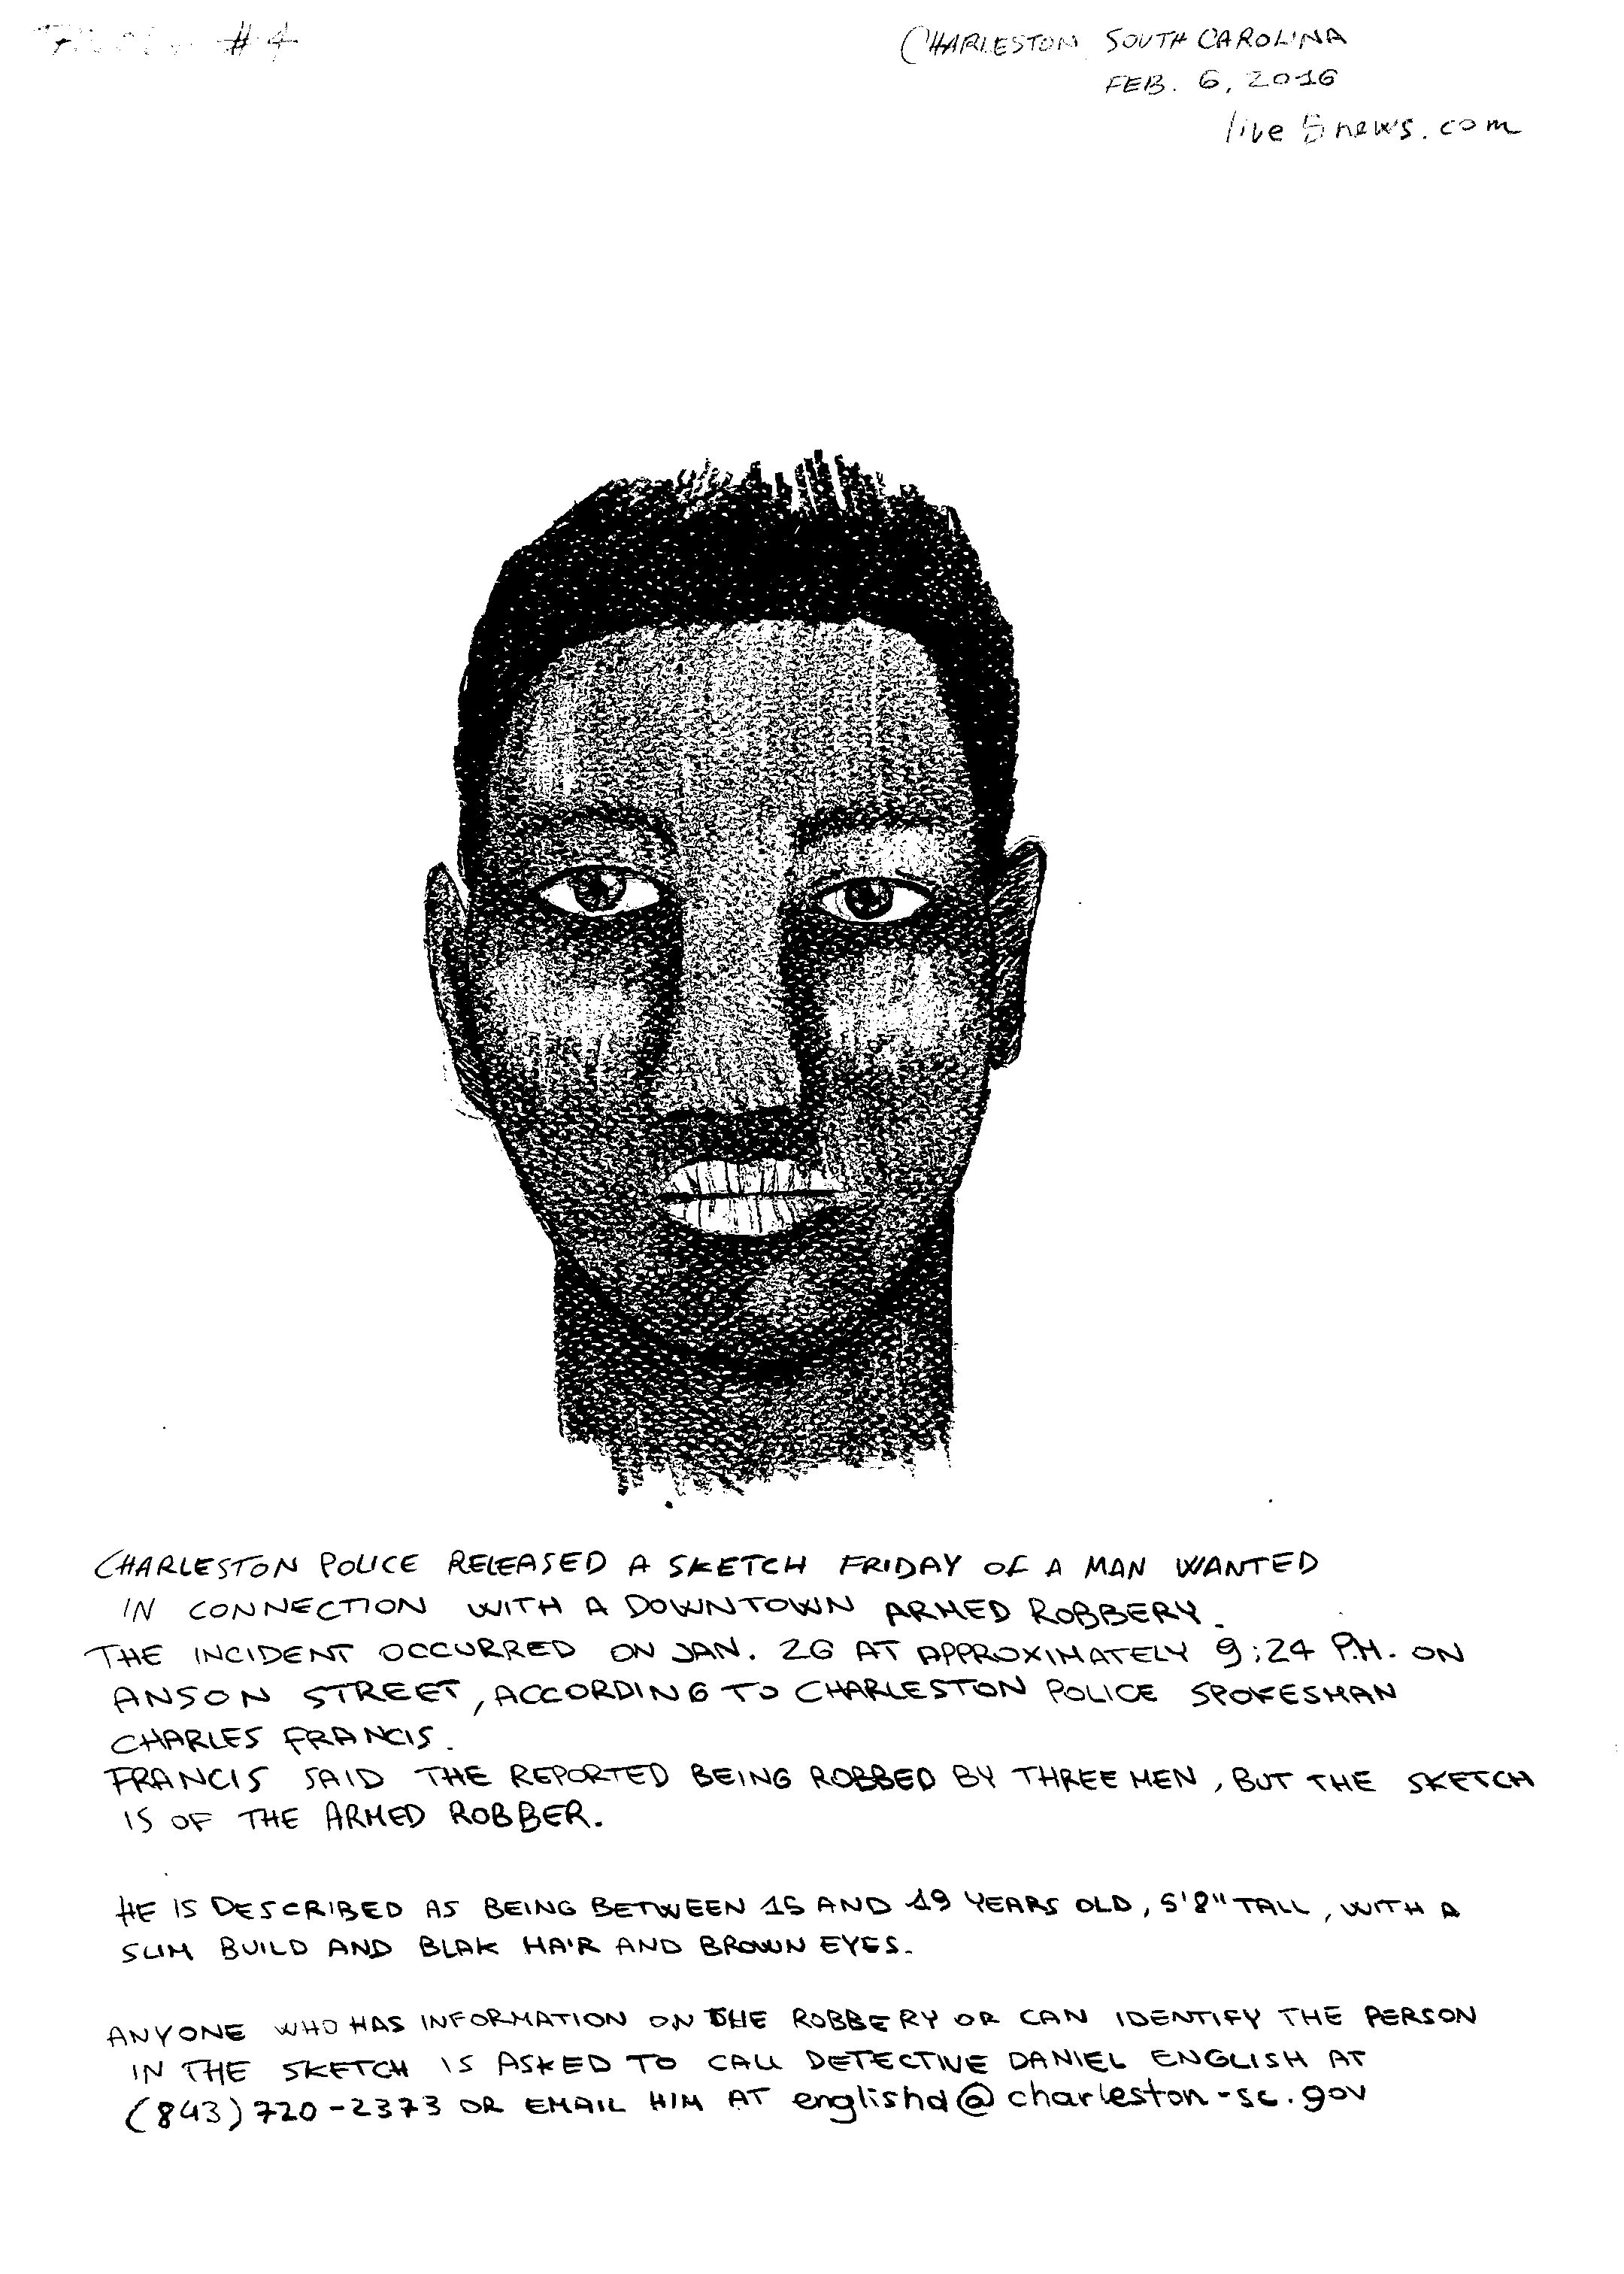 #4
CHARLESTON SOUTH CAROLINA
FEB. 6, 2016
live5news.com
CHARLESTON POLICE RELEASED A SKETCH FRIDAY OF A MAN WANTED
IN CONNECTION WITH A DOWNTOWN ARMED ROBBERY.
THE INCIDENT OCCURRED ON JAN. 26 AT APPROXIMATELY 9:24 P.M. ON
ANSON STREET, ACCORDING TO CHARLESTON POLICE SPOKESMAN
CHARLES FRANCIS.
FRANCIS SAID THE REPORTED BEING ROBBED BY THREE MEN, BUT THE SKETCH
IS OF THE ARMED ROBBER.
HE IS DESCRIBED AS BEING BETWEEN AND 19 YEARS OLD, 5'8" TALL, WITH A
SLIM BUILD AND BLAK HAIR AND BROWN EYES.
ANYONE WHO HAS INFORMATION ON THE ROBBERY OR CAN IDENTIFY THE PERSON
IN THE SKETCH IS ASKED TO CALL DETECTIVE DANIEL ENGLISH AT
(843) 720-2373 OR EMAIL HIM AT englishd@charleston-sc.gov